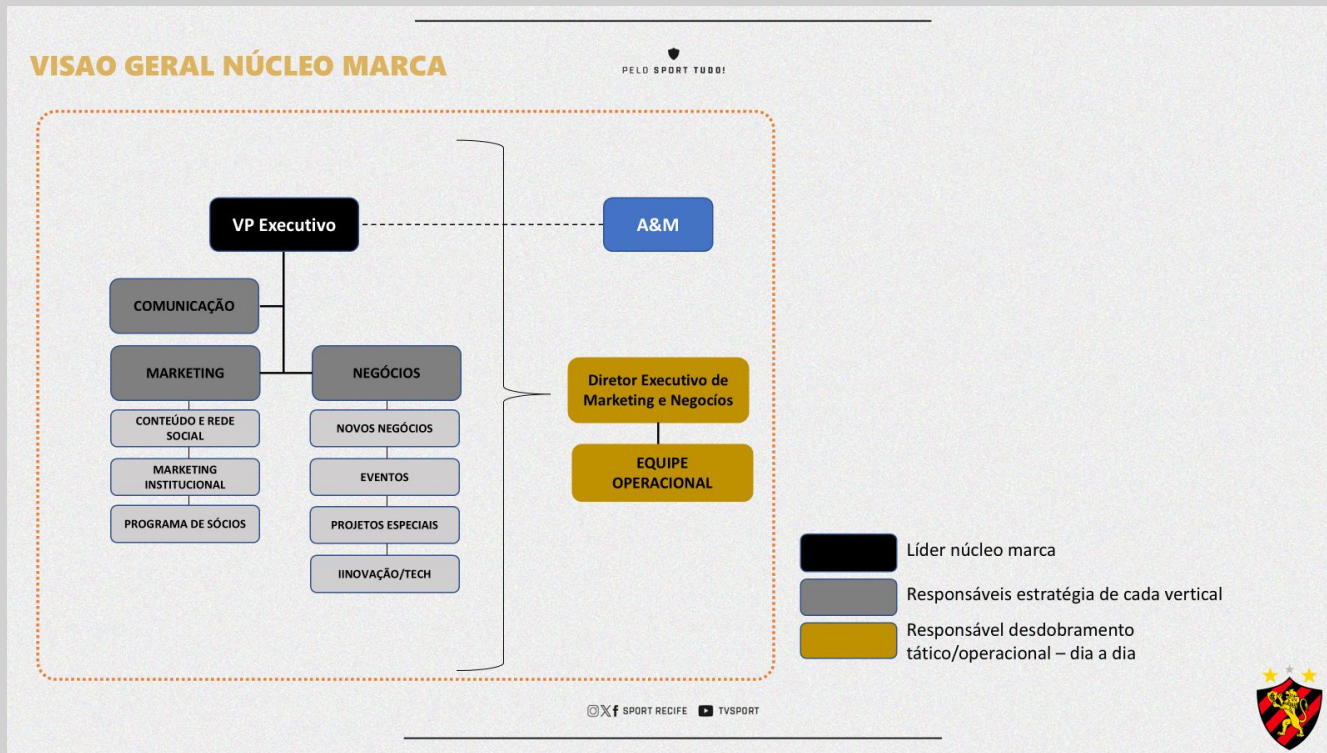 VISAO GERAL NÚCLEO MARCA
PELO SPORT TUDO!
VP Executivo
A&M
COMUNICAÇÃO
MARKETING
NEGÓCIOS
CONTEÚDO E REDE
SOCIAL
MARKETING
INSTITUCIONAL
PROGRAMA DE SÓCIOS
NOVOS NEGÓCIOS
EVENTOS
PROJETOS ESPECIAIS
IINOVAÇÃO/TECH
Diretor Executivo de
Marketing e Negocíos
EQUIPE
OPERACIONAL
Líder núcleo marca
Responsáveis estratégia de cada vertical
Responsável desdobramento
tático/operacional – dia a dia
SPORT RECIFE TVSPORT